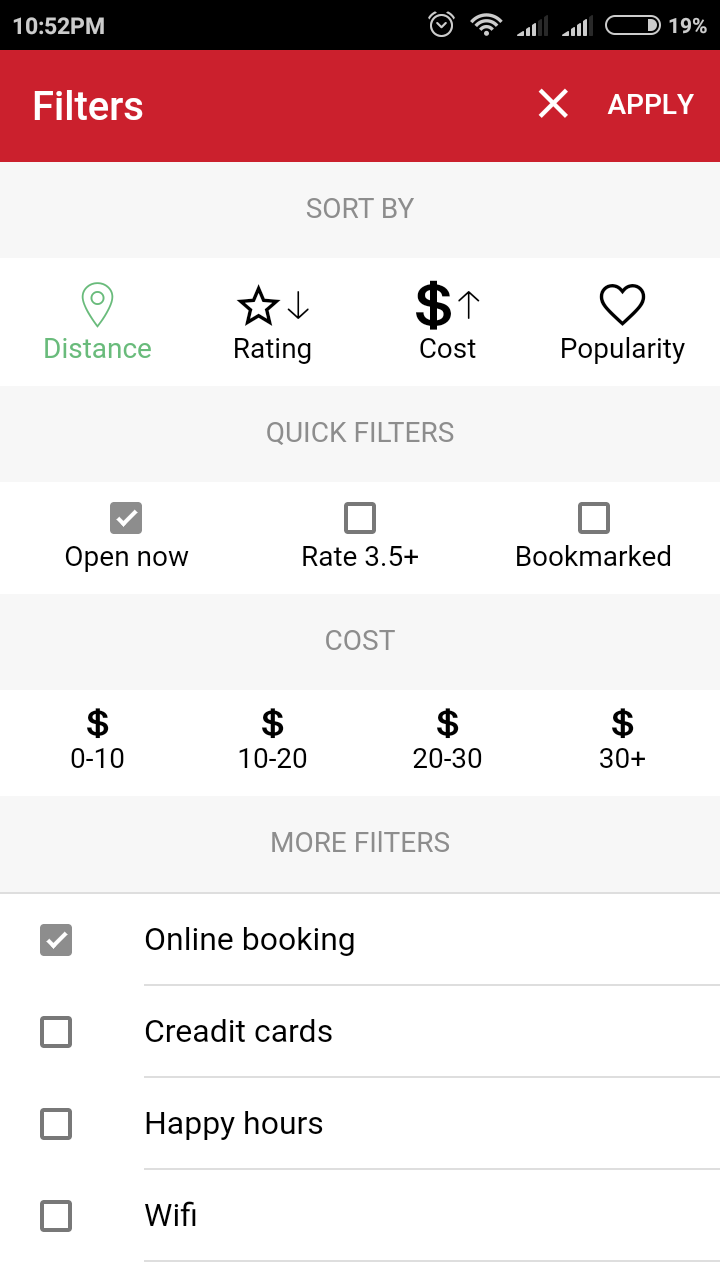 10:52PM 19%
Filters APPLY
SORT BY
Distance Rating Cost Popularity
QUICK FILTERS
Open now Rate 3.5+ Bookmarked
COST
$ $ $ $
0-10 10-20 20-30 30+
MORE FIlTERS
Online booking
Creadit cards
Happy hours
Wifi